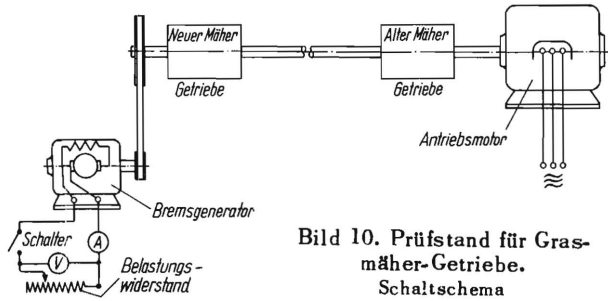 Neuer Mäher
Getriebe
Alter Mäher
Getriebe
Antriebsmotor
Bremsgenerator
Schalter
A
V
Belastungs-
widerstand
Bild 10. Prüfstand für Gras-
mäher-Getriebe.
Schaltschema